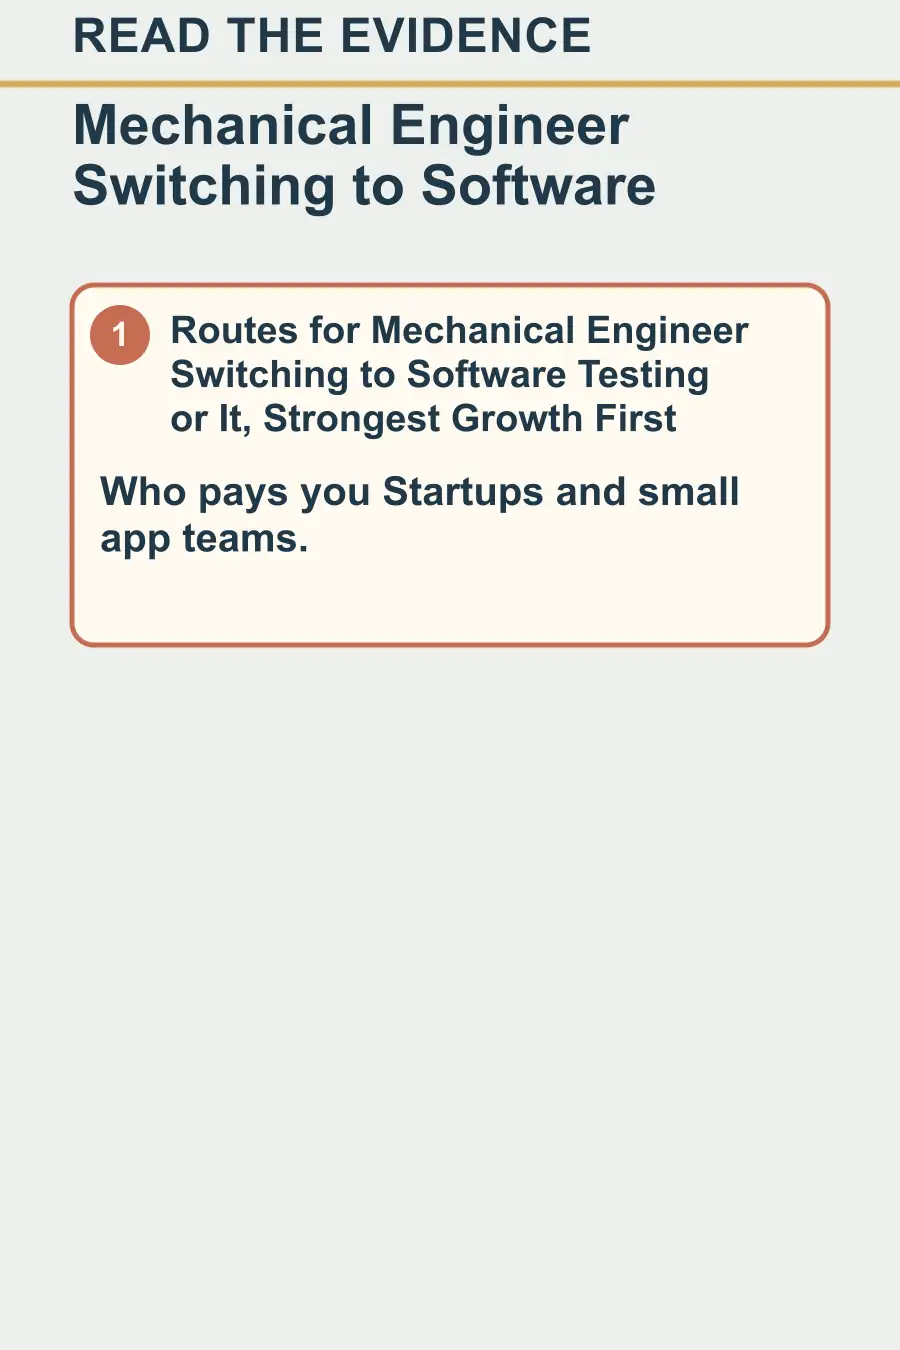 READ THE EVIDENCE
Mechanical Engineer
Switching to Software
1
Routes for Mechanical Engineer
Switching to Software Testing
or It, Strongest Growth First
Who pays you Startups and small
app teams.